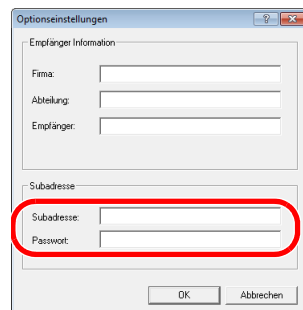 Optionseinstellungen
Empfänger Information
Firma:
Abteilung:
Empfänger:
Subadresse
Subadresse:
Passwort:
OK Abbrechen